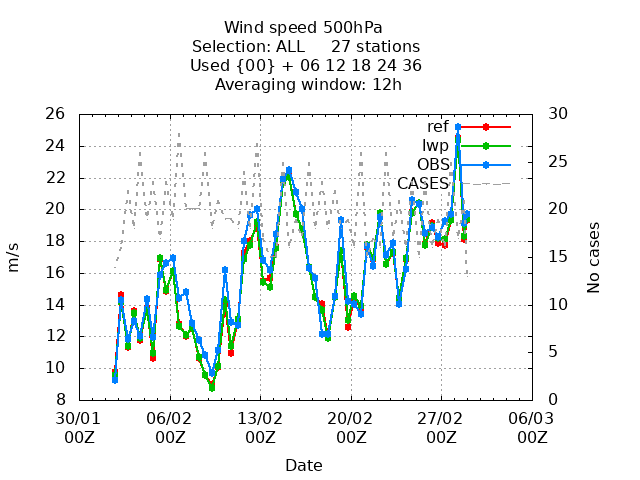 Wind speed 500hPa
Selection: ALL     27 stations
Used {00} + 06 12 18 24 36
Averaging window: 12h
26 30
24 25
22 20
20 15
18 10
16 5
14 0
12
10
8
m/s
No cases
ref
lwp
OBS
CASES
30/01 06/02 13/02 20/02 27/02 06/03
00Z 00Z 00Z 00Z 00Z 00Z
Date